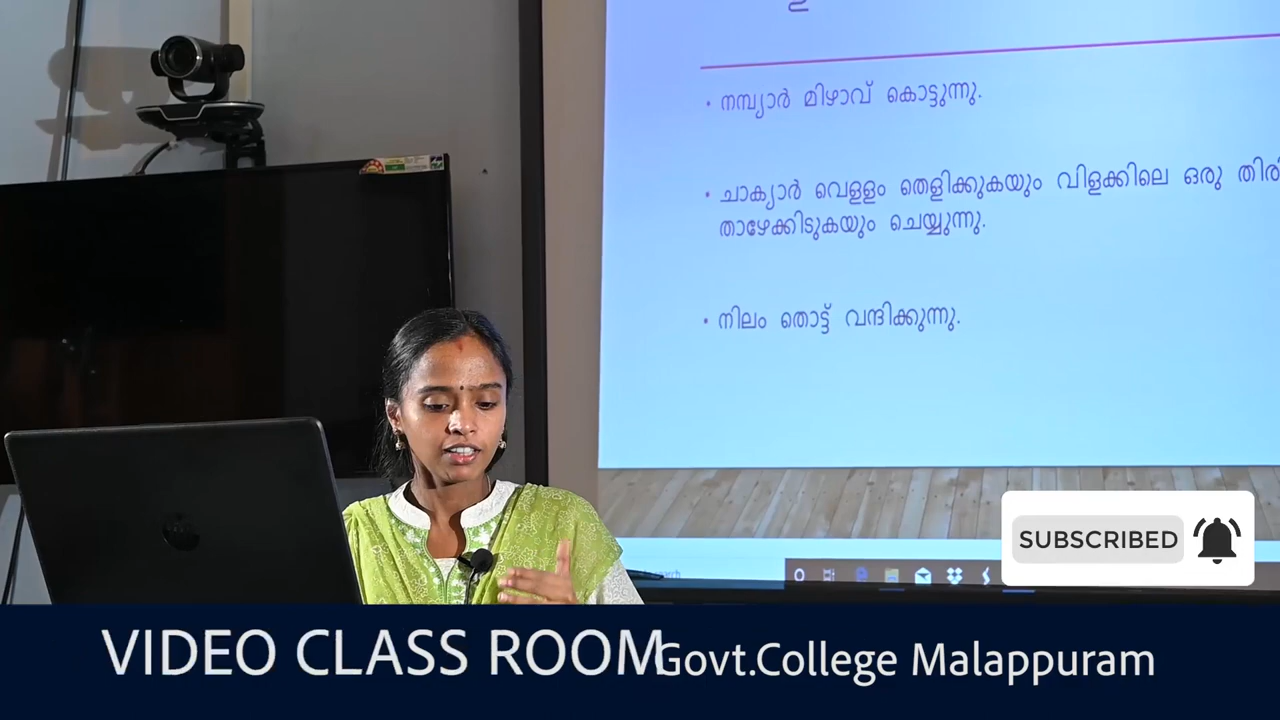 • നമ്പ്യാർ മിഴാവ് കൊട്ടുന്നു.
• ചാക്യാർ വെള്ളം തെളിക്കുകയും വിളക്കിലെ ഒരു
താഴേക്കിടുകയും ചെയ്യുന്നു.
• നിലം തൊട്ട് വന്ദിക്കുന്നു.
SUBSCRIBED
VIDEO CLASS ROOM
Govt.College Malappuram